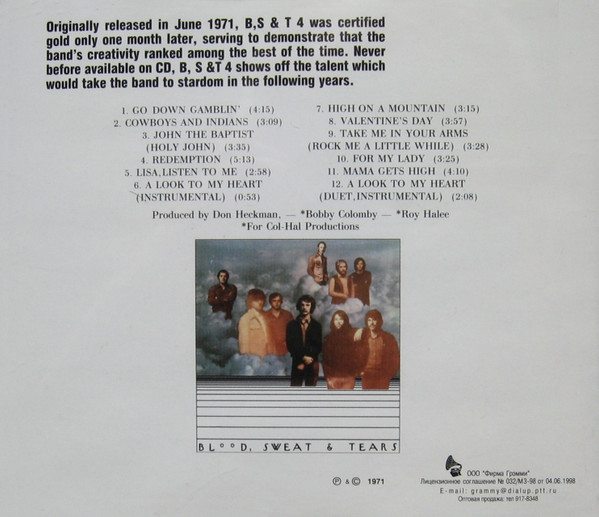 Originally released in June 1971, B,S & T 4 was certified
gold only one month later, serving to demonstrate that the
band's creativity ranked among the best of the time. Never
before available on CD, B, S &T 4 shows off the talent which
would take the band to stardom in the following years.
1. GO DOWN GAMBLIN' (4:15)
2. COWBOYS AND INDIANS (3:09)
3. JOHN THE BAPTIST
(HOLY JOHN) (3:35)
4. REDEMPTION (5:13)
5. LISA,LISTEN TO ME (2:58)
6. A LOOK TO MY HEART
(INSTRUMENTAL) (0:53)
7. HIGH ON A MOUNTAIN (3:15)
8. VALENTINE'S DAY (3:57)
9. TAKE ME IN YOUR ARMS
(ROCK ME A LITTLE WHILE) (3:28)
10. FOR MY LADY (3:25)
11. MAMA GETS HIGH (4:10)
12. A LOOK TO MY HEART
(DUET,INSTRUMENTAL) (2:08)
Produced by Don Heckman, — *Bobby Colomby — *Roy Halee
*For Col-Hal Productions
BLOOD, SWEAT & TEARS
℗ & © 1971
ООО "Фирма Грэмми"
Лицензионное соглашение № 032/МЗ-98 от 04.06.1998
E-mail: grammy@dialup.ptt.ru
Оптовая продажа: тел 917-8348